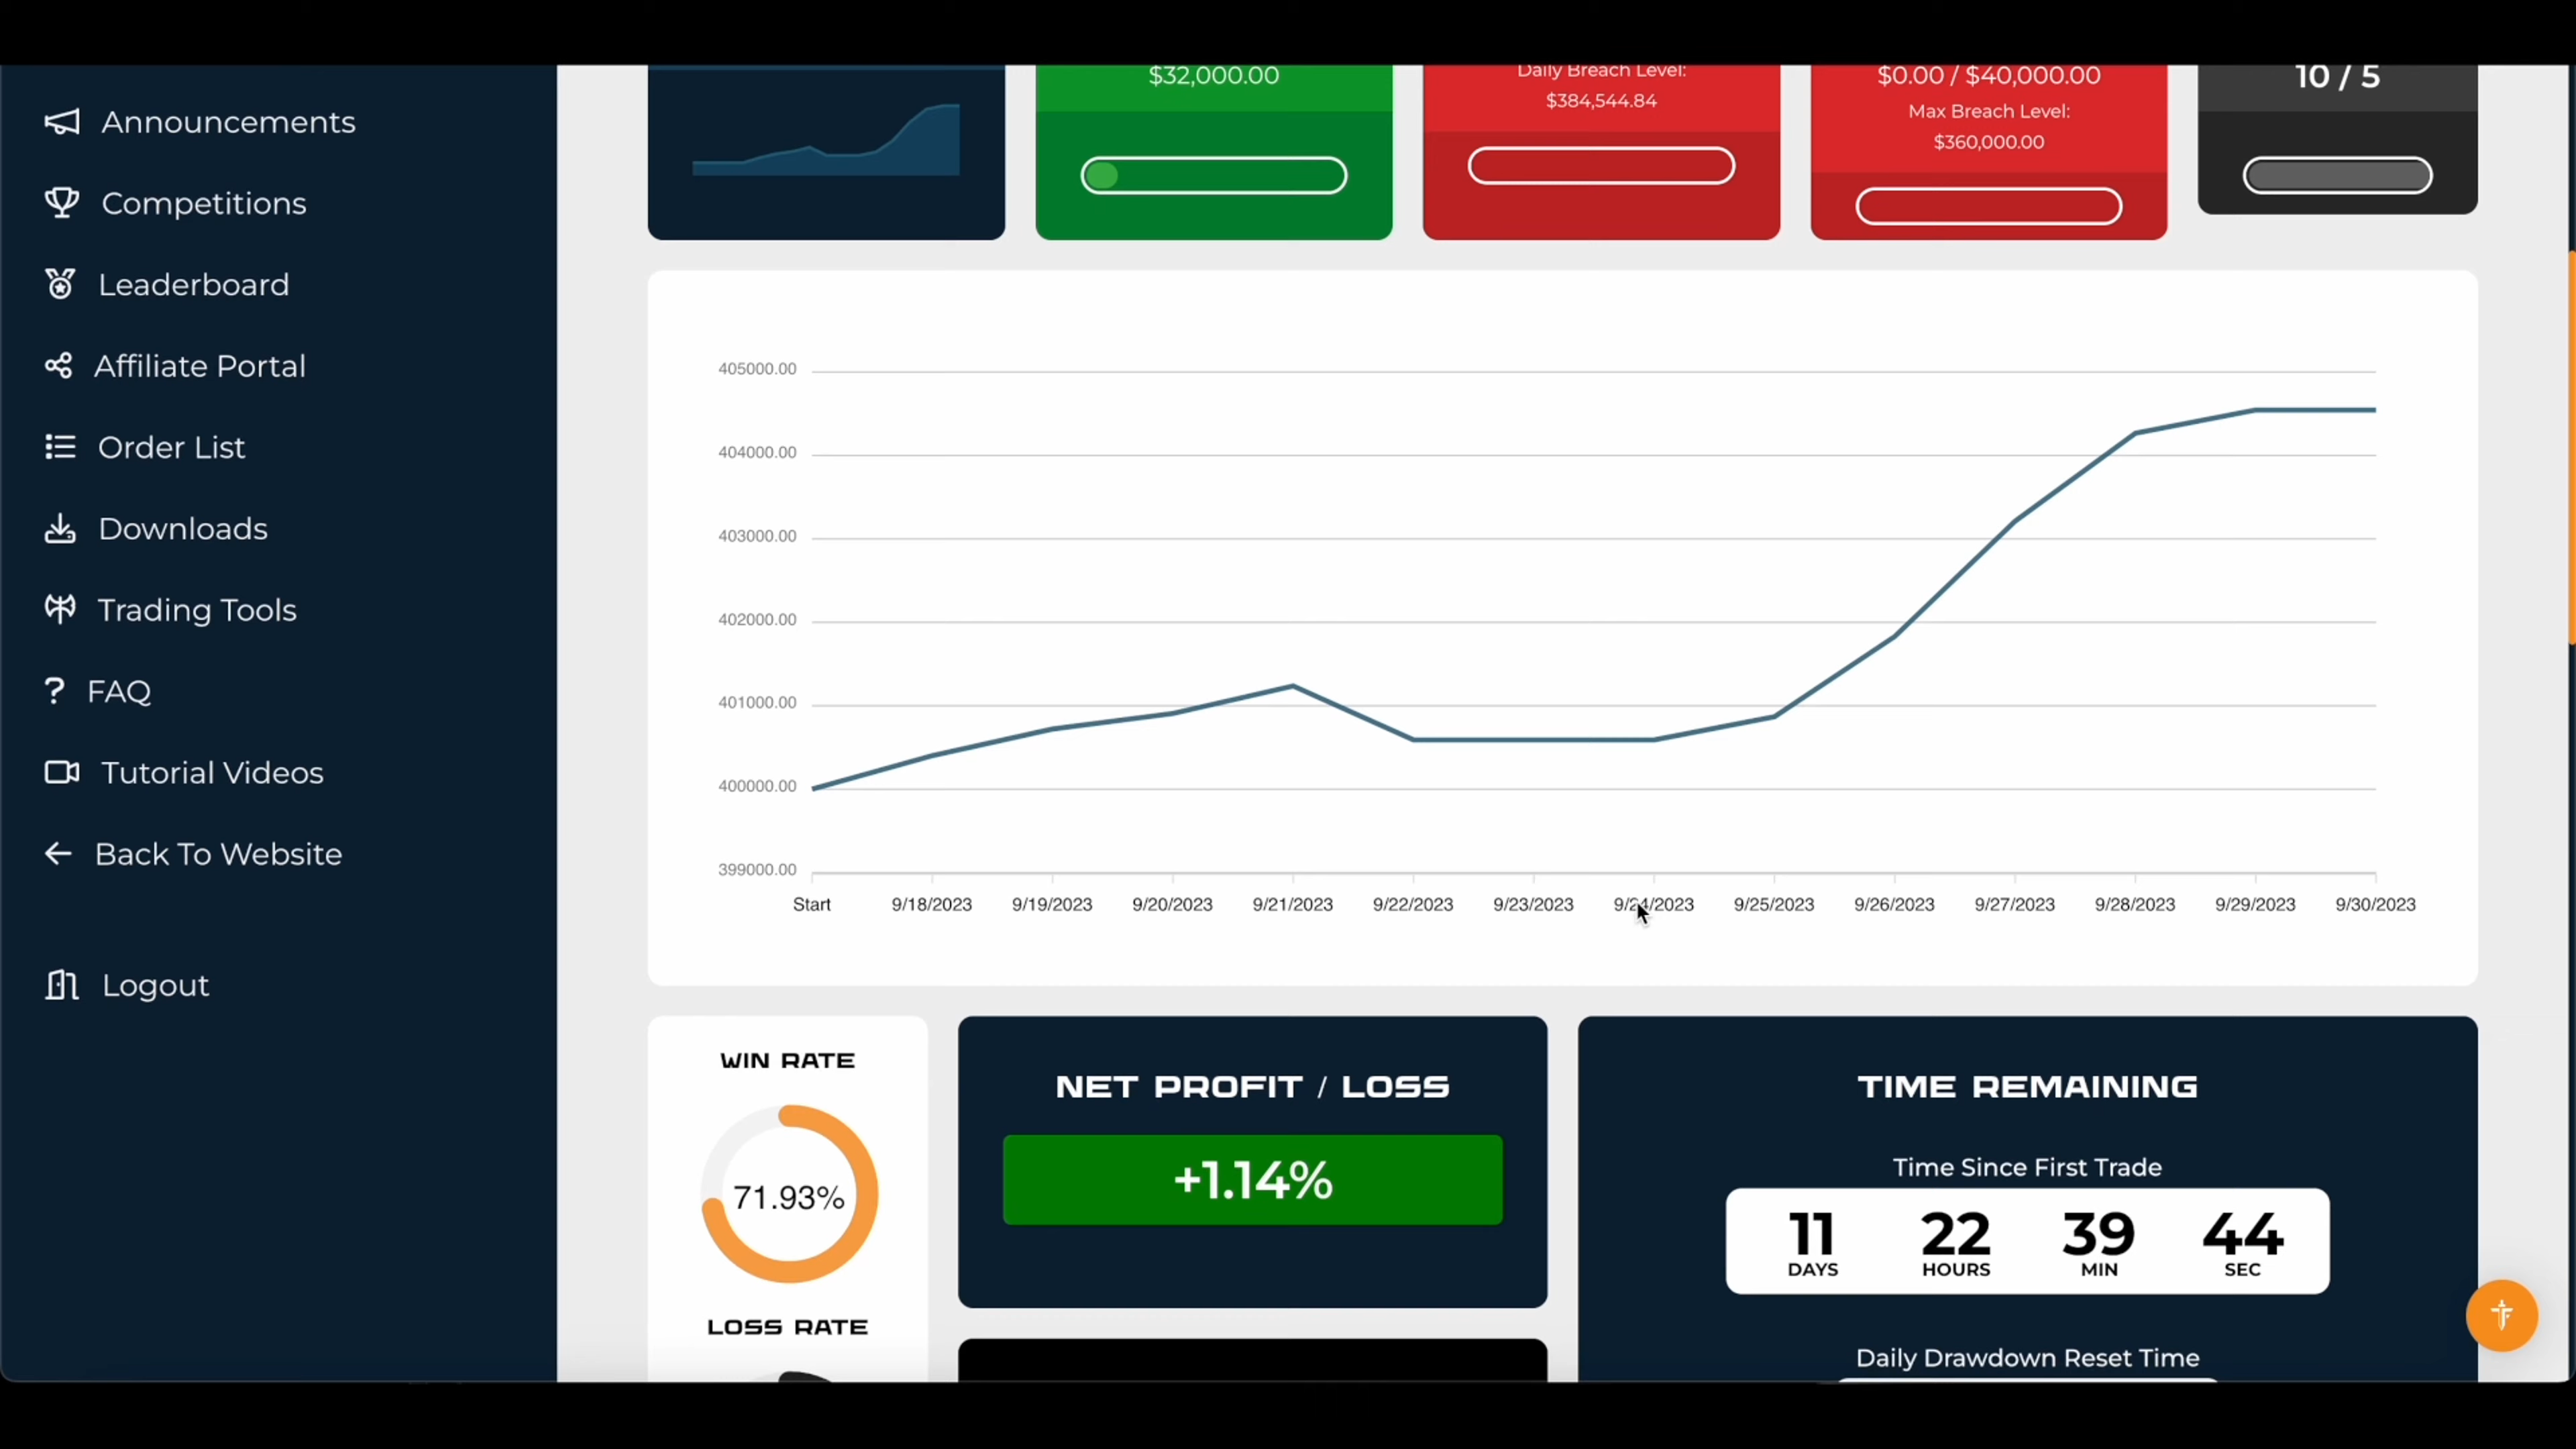 Announcements
Competitions
Leaderboard
Affiliate Portal
Order List
Downloads
Trading Tools
FAQ
Tutorial Videos
Back To Website
Logout
$32,000.00
Daily Breach Level:
$384,544.84
$0.00 / $40,000.00
Max Breach Level:
$360,000.00
10 / 5
405000.00
404000.00
403000.00
402000.00
401000.00
400000.00
399000.00
Start 9/18/2023 9/19/2023 9/20/2023 9/21/2023 9/22/2023 9/23/2023 9/24/2023 9/25/2023 9/26/2023 9/27/2023 9/28/2023 9/29/2023 9/30/2023
WIN RATE
71.93%
LOSS RATE
NET PROFIT / LOSS
+1.14%
TIME REMAINING
Time Since First Trade
11 22 39 44
DAYS HOURS MIN SEC
Daily Drawdown Reset Time